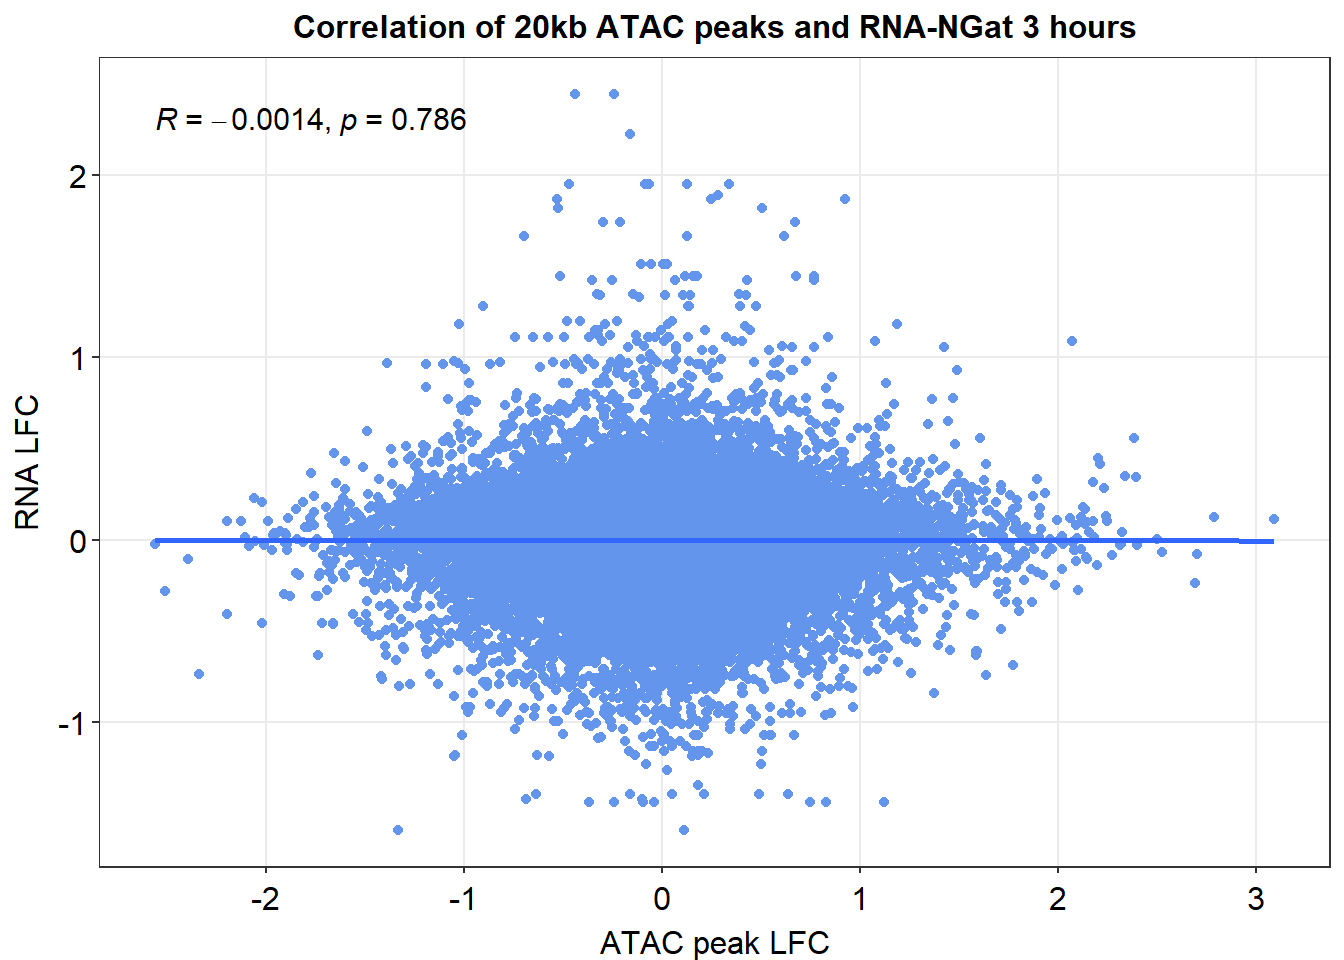 Correlation of 20kb ATAC peaks and RNA-NGat 3 hours
R = −0.0014, p = 0.786
2
1
0
-1
RNA LFC
-2
-1
0
1
2
3
ATAC peak LFC